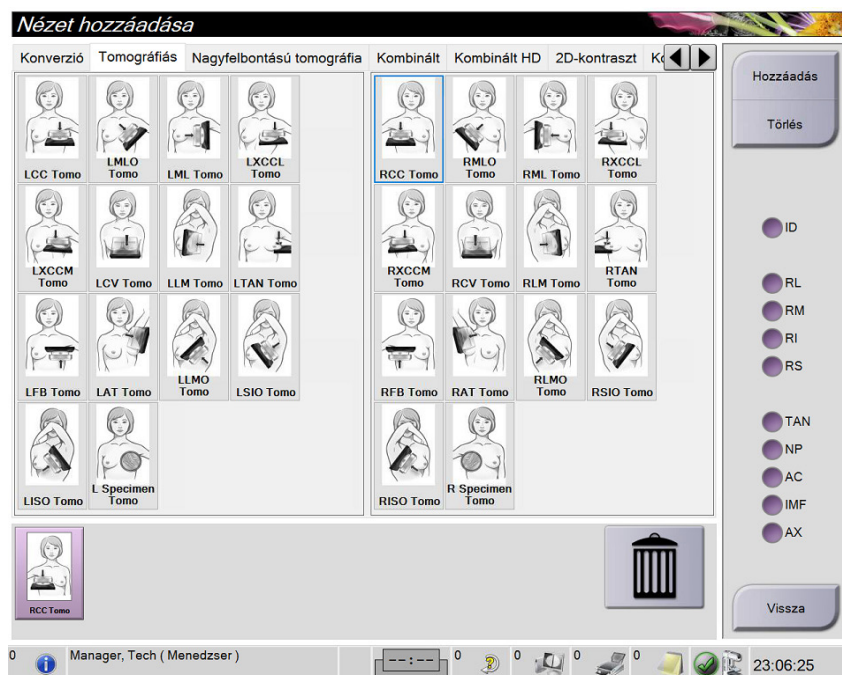 Nézet hozzáadása
Konverzió Tomográfiás Nagyfelbontású tomográfia Kombinált Kombinált HD 2D-kontraszt
Hozzáadás
Törlés
LCC Tomo
LMLO
Tomo
LML Tomo
LXCCL
Tomo
RCC Tomo
RMLO
Tomo
RML Tomo
RXCCL
Tomo
LXCCM
Tomo
LCV Tomo
LLM Tomo
LTAN Tomo
RXCCM
Tomo
RCV Tomo
RLM Tomo
RTAN
Tomo
LFB Tomo
LAT Tomo
LLMO
Tomo
LSIO Tomo
RFB Tomo
RAT Tomo
RLMO
Tomo
RSIO Tomo
LISO Tomo
L Specimen
Tomo
RISO Tomo
R Specimen
Tomo
ID
RL
RM
RI
RS
TAN
NP
AC
IMF
AX
RCC Tomo
Vissza
0 Manager, Tech ( Menedzser ) --:-- 0 0 0 0 23:06:25